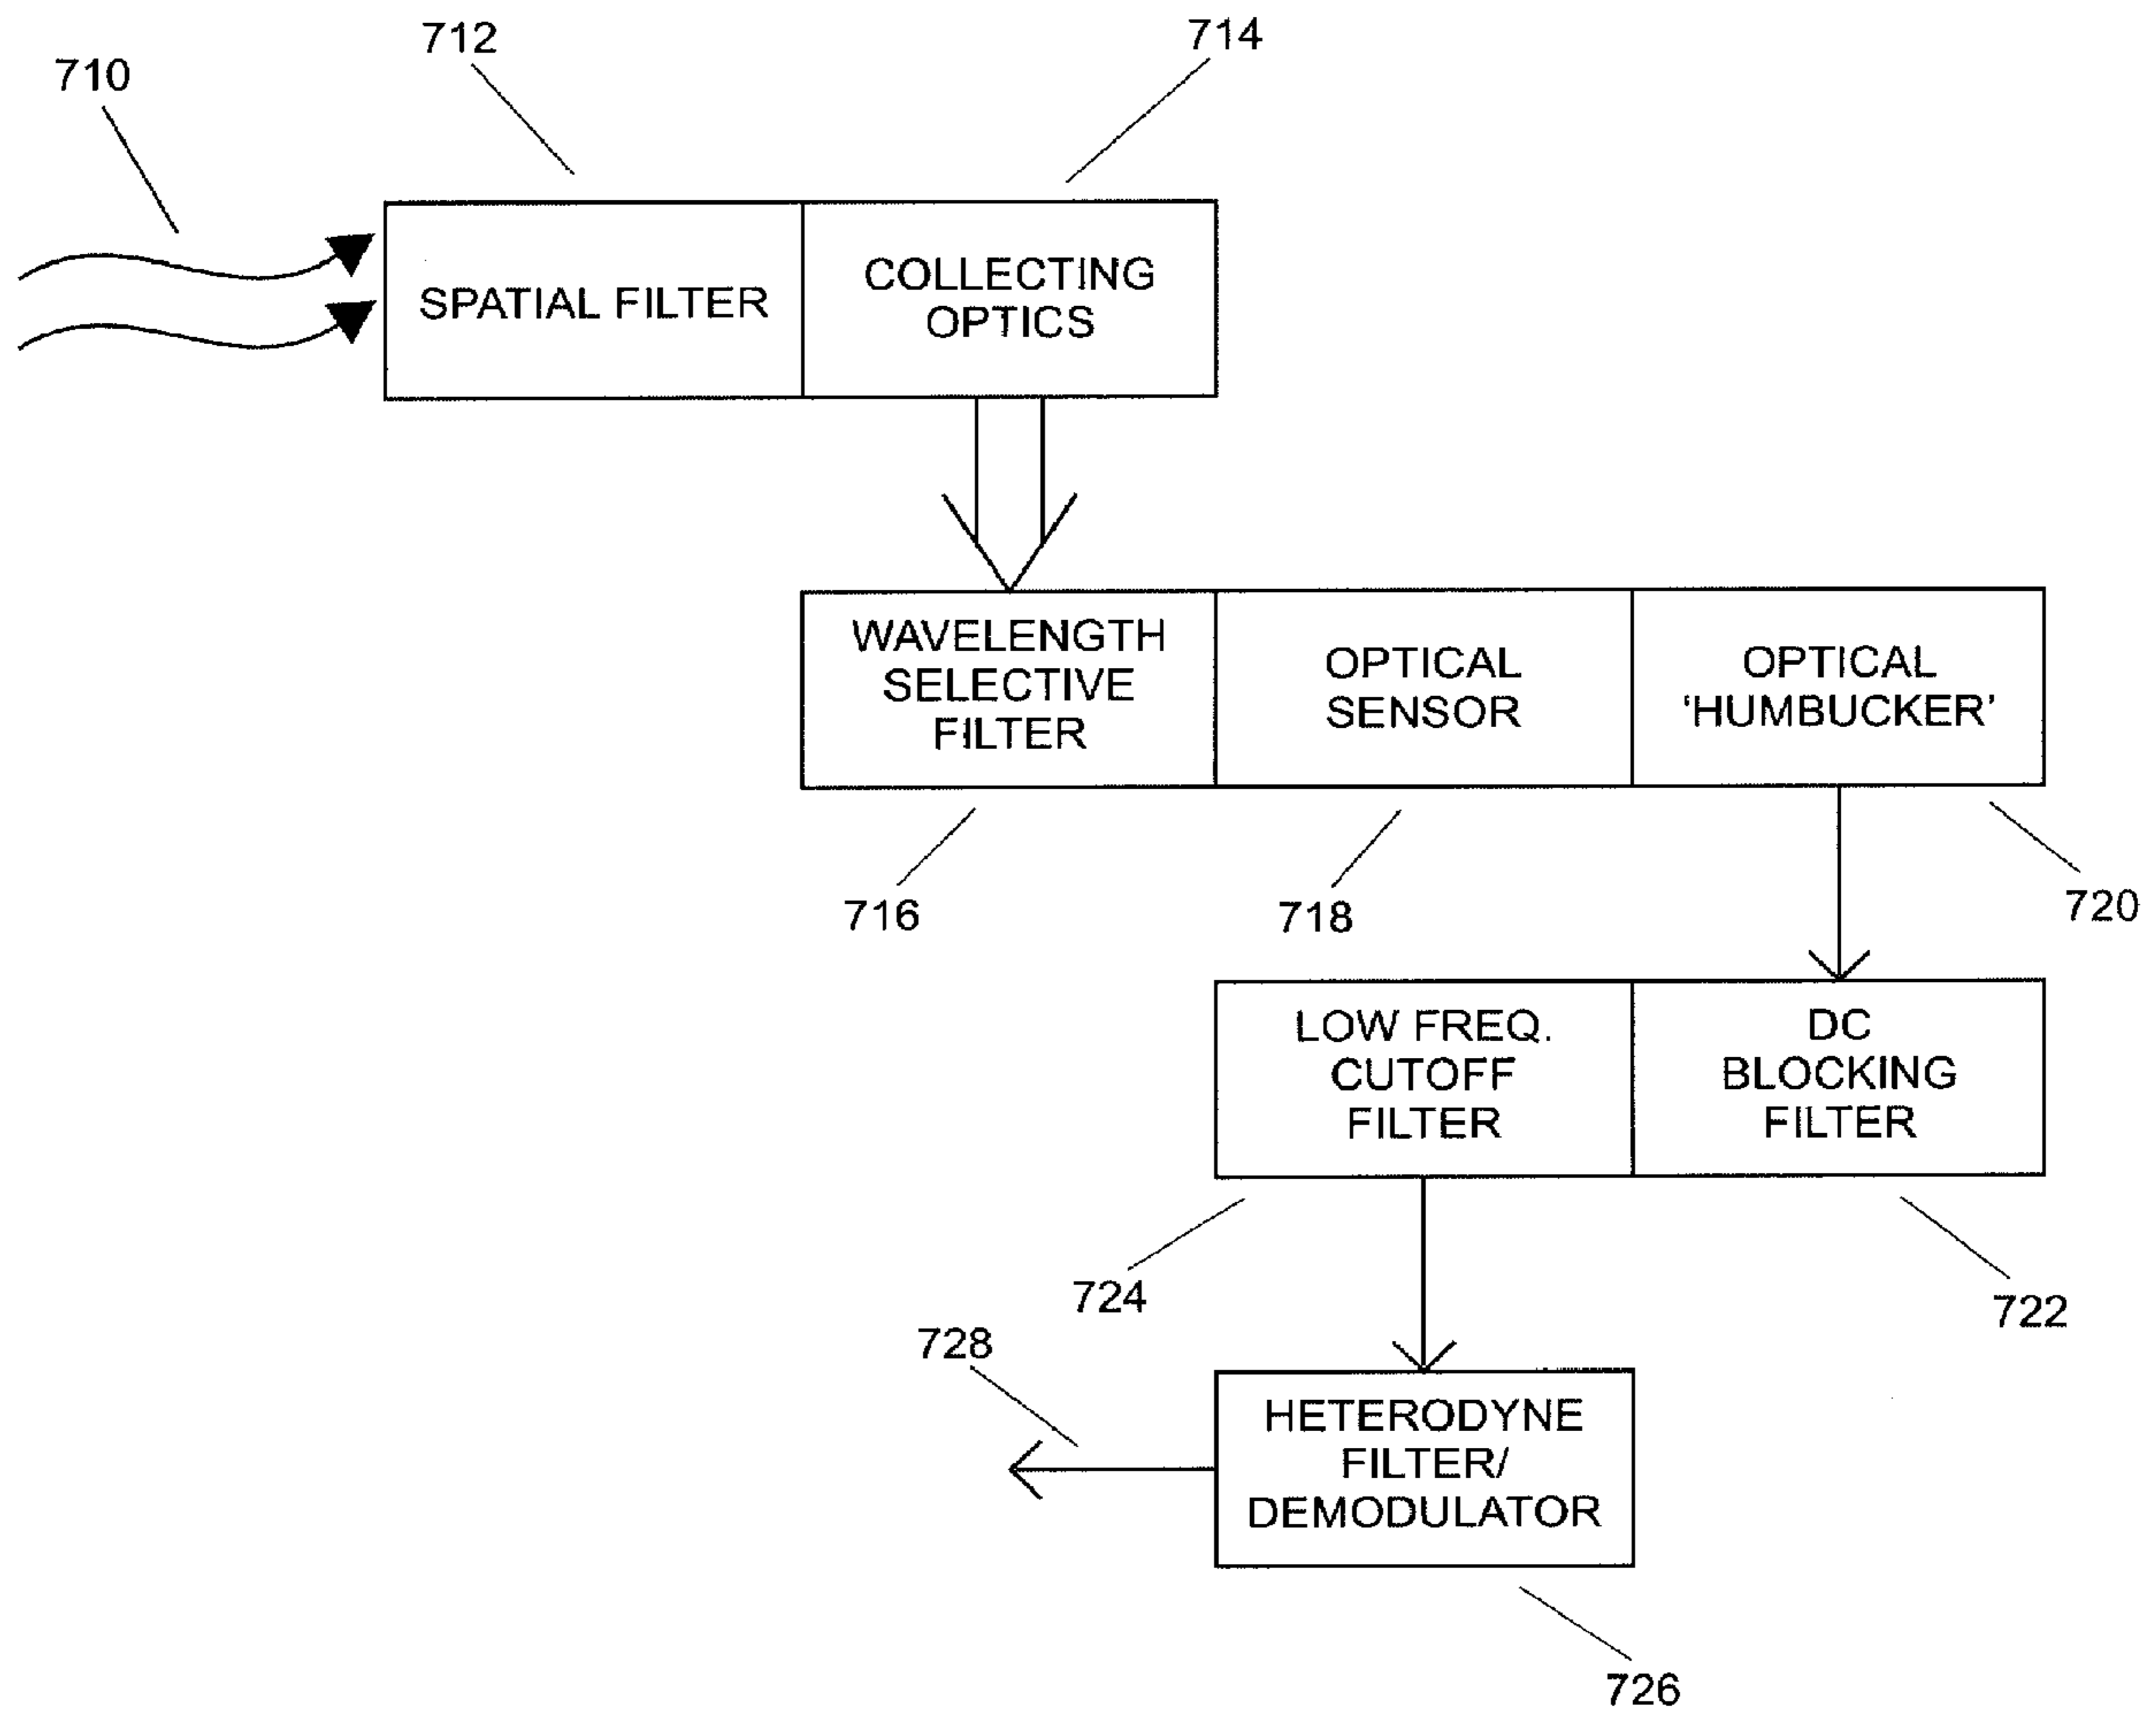 712
714
710
SPATIAL FILTER
COLLECTING
OPTICS
WAVELENGTH
SELECTIVE
FILTER
OPTICAL
SENSOR
OPTICAL
‘HUMBUCKER’
716
718
720
LOW FREQ.
CUTOFF
FILTER
DC
BLOCKING
FILTER
724
722
728
HETERODYNE
FILTER/
DEMODULATOR
726